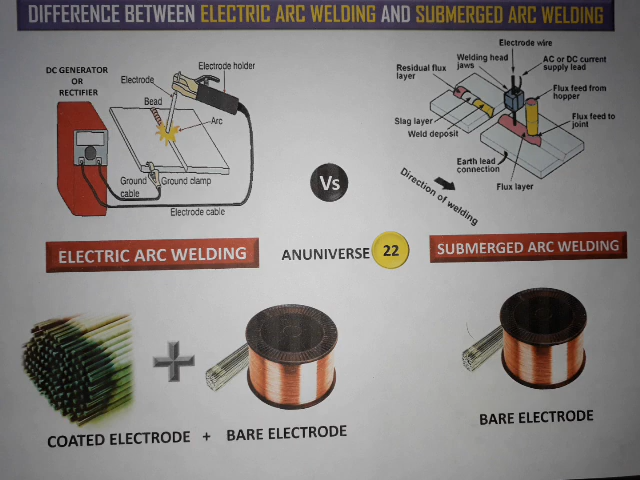 DIFFERENCE BETWEEN ELECTRIC ARC WELDING AND SUBMERGED ARC WELDING
DC GENERATOR
OR
RECTIFIER
Electrode
Electrode holder
Bead
Arc
Ground
cable
Ground clamp
Electrode cable
Vs
Electrode wire
Welding head
jaws
AC or DC current
supply lead
Residual flux
layer
Flux feed from
hopper
Slag layer
Flux feed to
joint
Weld deposit
Earth lead
connection
Flux layer
Direction of welding
ELECTRIC ARC WELDING
ANUNIVERSE 22
SUBMERGED ARC WELDING
COATED ELECTRODE + BARE ELECTRODE
BARE ELECTRODE